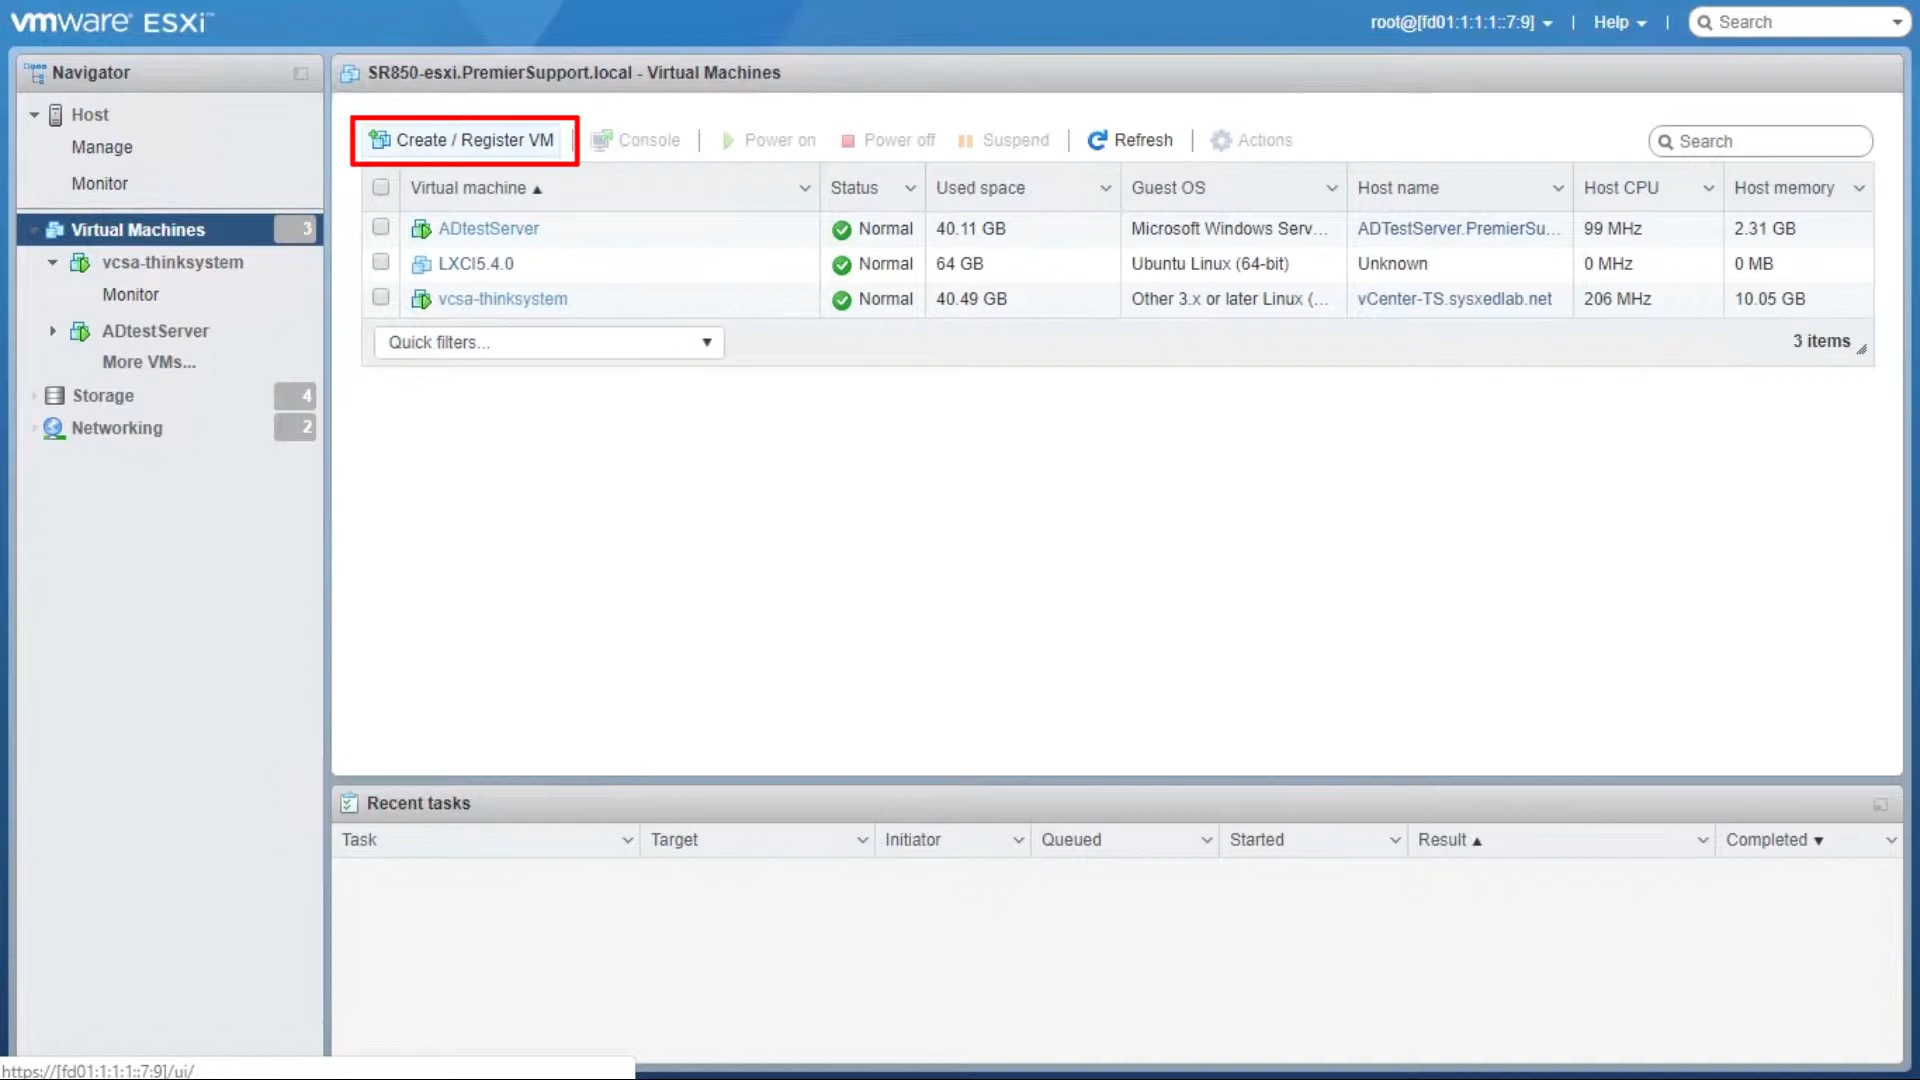 vmware ESXi™
root@[fd01:1:1:1::7:9] | Help | Search
Navigator
Host
Manage
Monitor
Virtual Machines 3
vcsa-thinksystem
Monitor
ADtestServer
More VMs...
Storage 4
Networking 2
SR850-esxi.PremierSupport.local - Virtual Machines
Create / Register VM | Console | Power on Power off Suspend | Refresh | Actions Search
Virtual machine ▲ Status Used space Guest OS Host name Host CPU Host memory
ADtestServer Normal 40.11 GB Microsoft Windows Serv... ADTestServer.PremierSu... 99 MHz 2.31 GB
LXCI5.4.0 Normal 64 GB Ubuntu Linux (64-bit) Unknown 0 MHz 0 MB
vcsa-thinksystem Normal 40.49 GB Other 3.x or later Linux (... vCenter-TS.sysxedlab.net 206 MHz 10.05 GB
Quick filters... 3 items
Recent tasks
Task Target Initiator Queued Started Result ▲ Completed ▼
https://[fd01:1:1:1::7:9]/ui/